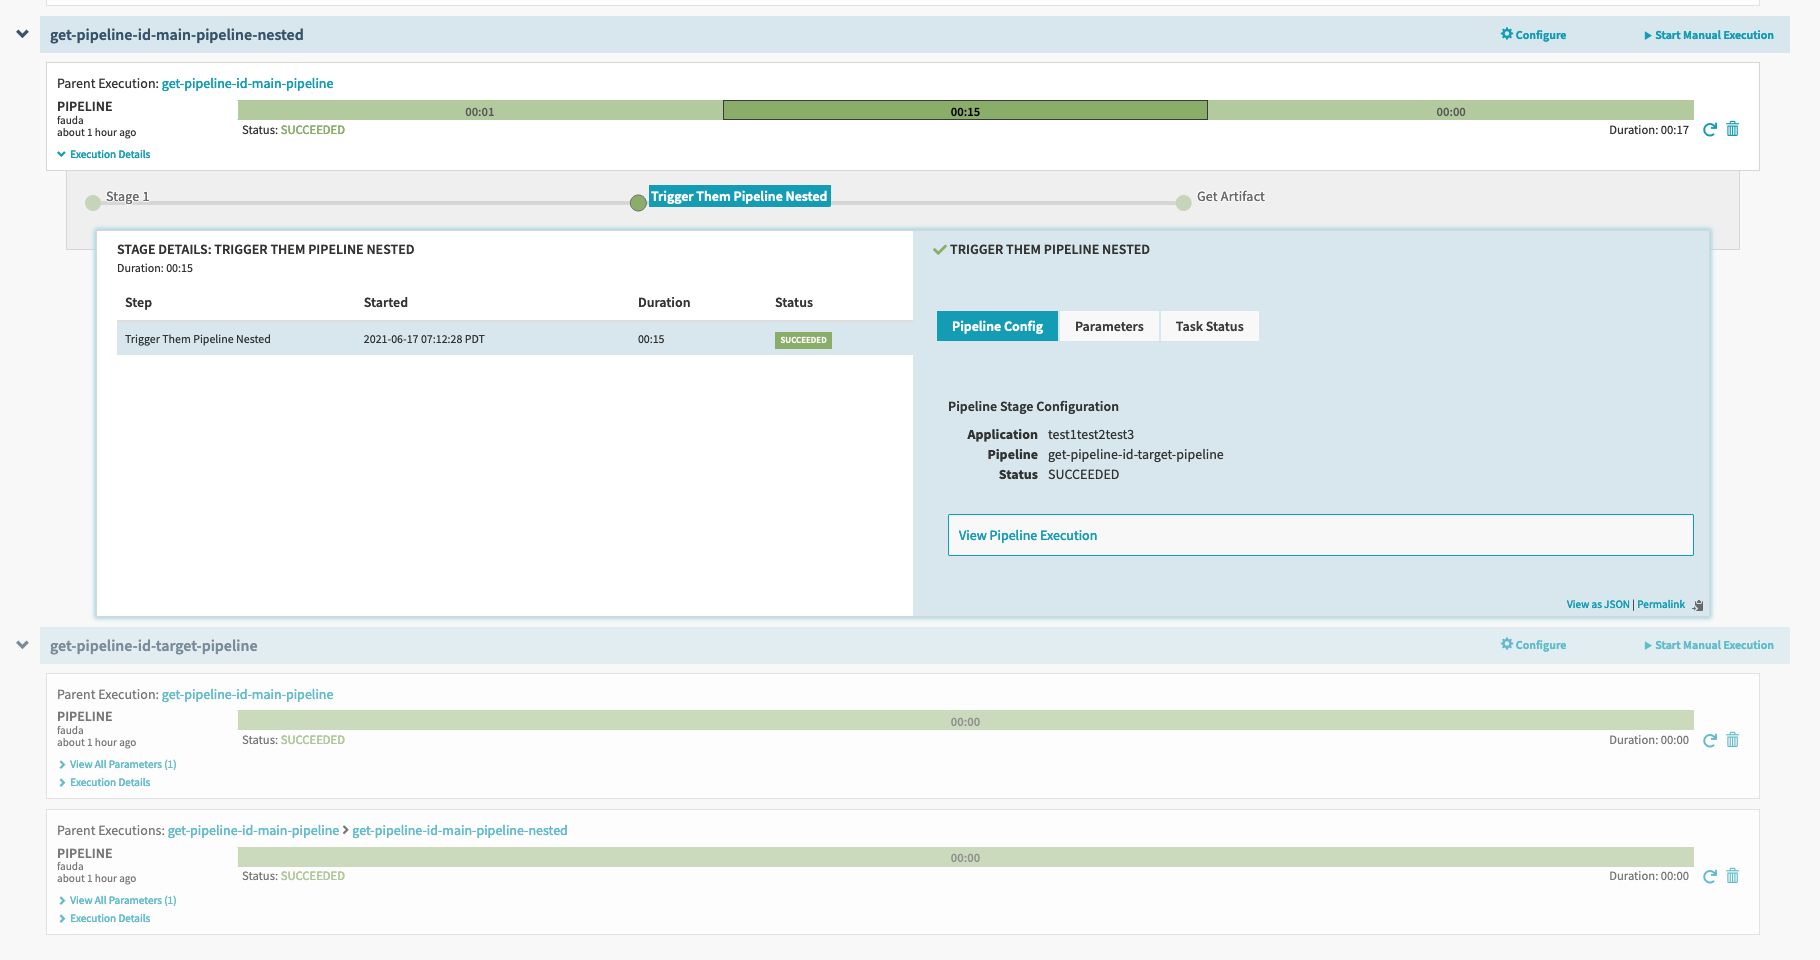 get-pipeline-id-main-pipeline-nested
Configure
Start Manual Execution
Parent Execution: get-pipeline-id-main-pipeline
PIPELINE
fauda
about 1 hour ago
00:01
00:15
00:00
Status: SUCCEEDED
Duration: 00:17
Execution Details
Stage 1
Trigger Them Pipeline Nested
Get Artifact
STAGE DETAILS: TRIGGER THEM PIPELINE NESTED
Duration: 00:15
Step Started Duration Status
Trigger Them Pipeline Nested 2021-06-17 07:12:28 PDT 00:15 SUCCEEDED
TRIGGER THEM PIPELINE NESTED
Pipeline Config
Parameters
Task Status
Pipeline Stage Configuration
Application test1test2test3
Pipeline get-pipeline-id-target-pipeline
Status SUCCEEDED
View Pipeline Execution
View as JSON | Permalink
get-pipeline-id-target-pipeline
Configure
Start Manual Execution
Parent Execution: get-pipeline-id-main-pipeline
PIPELINE
fauda
about 1 hour ago
00:00
Status: SUCCEEDED
Duration: 00:00
View All Parameters (1)
Execution Details
Parent Executions: get-pipeline-id-main-pipeline > get-pipeline-id-main-pipeline-nested
PIPELINE
fauda
about 1 hour ago
00:00
Status: SUCCEEDED
Duration: 00:00
View All Parameters (1)
Execution Details